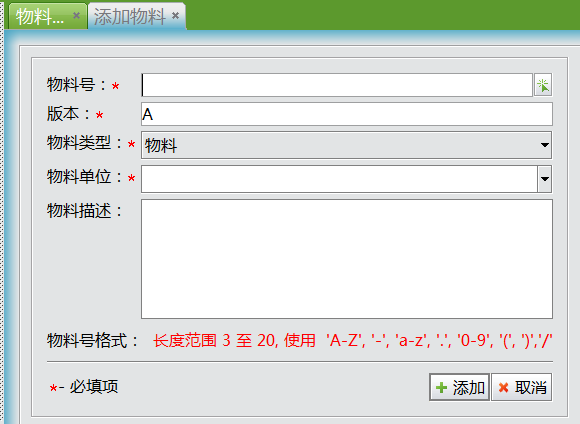 物料... × 添加物料 ×
物料号：*
版本：* A
物料类型：* 物料
物料单位：*
物料描述：
物料号格式： 长度范围 3 至 20, 使用 'A-Z', '-', 'a-z', '.', '0-9', '(', ')','/'
*- 必填项 添加 取消